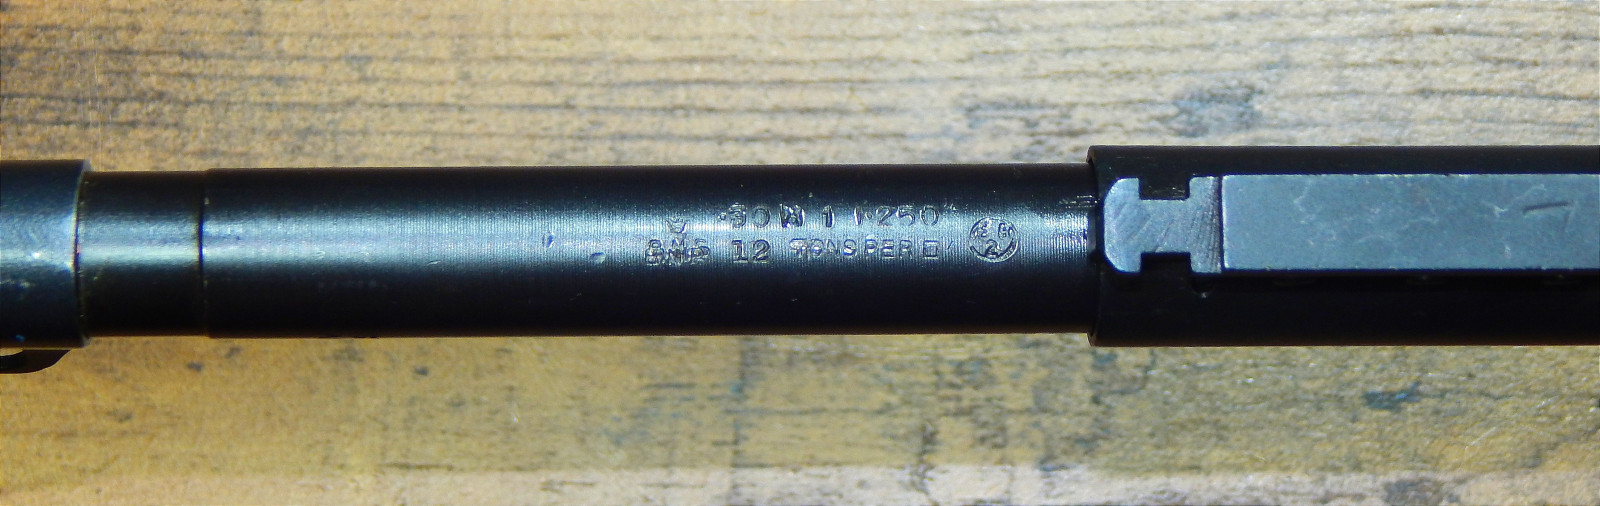 .30 M 1 1·250"
BNP 12 TONS PER □"